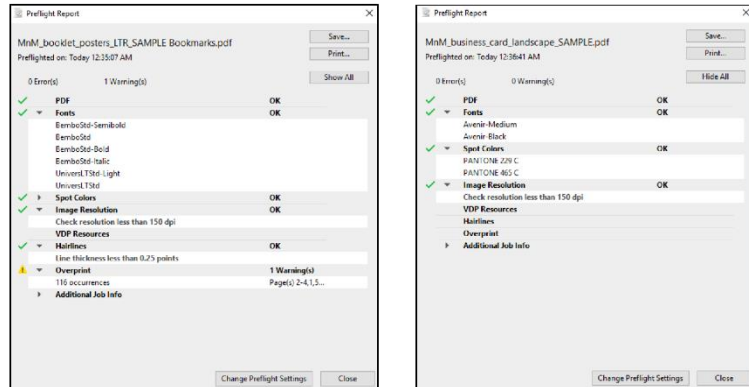 Preflight Report
MnM_booklet_posters_LTR_SAMPLE Bookmarks.pdf
Preflighted on: Today 12:35:07 AM
Save...
Print...
0 Error(s) 1 Warning(s)
Show All
PDF OK
Fonts OK
BemboStd-Semibold
BemboStd
BemboStd-Bold
BemboStd-Italic
UniversLTStd-Light
UniversLTStd
Spot Colors OK
Image Resolution OK
Check resolution less than 150 dpi
VDP Resources
Hairlines OK
Line thickness less than 0.25 points
Overprint 1 Warning(s)
116 occurrences Page(s) 2-4,1,5...
Additional Job Info
Change Preflight Settings Close
Preflight Report
MnM_business_card_landscape_SAMPLE.pdf
Preflighted on: Today 12:36:41 AM
Save...
Print...
0 Error(s) 0 Warning(s)
Hide All
PDF OK
Fonts OK
Avenir-Medium
Avenir-Black
Spot Colors OK
PANTONE 229 C
PANTONE 465 C
Image Resolution OK
Check resolution less than 150 dpi
VDP Resources
Hairlines
Overprint
Additional Job Info
Change Preflight Settings Close